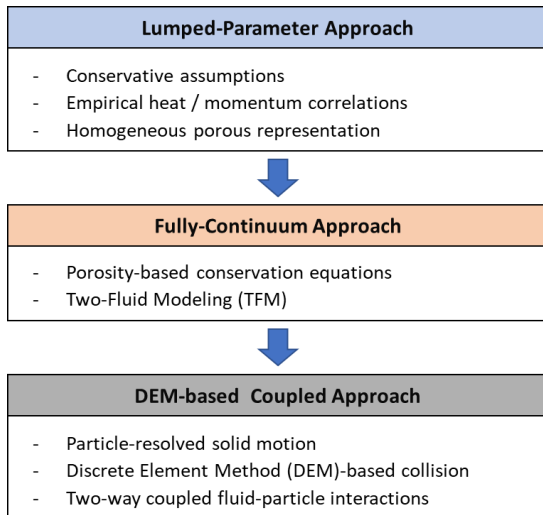 Lumped-Parameter Approach
- Conservative assumptions
- Empirical heat / momentum correlations
- Homogeneous porous representation
Fully-Continuum Approach
- Porosity-based conservation equations
- Two-Fluid Modeling (TFM)
DEM-based Coupled Approach
- Particle-resolved solid motion
- Discrete Element Method (DEM)-based collision
- Two-way coupled fluid-particle interactions